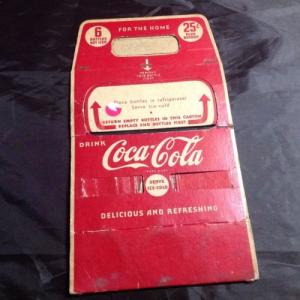 6
BOTTLES
FOR THE HOME
25¢
Place bottles in refrigerator
Serve ice-cold
RETURN EMPTY BOTTLES IN THIS CARTON
REPLACE END BOTTLES FIRST
DRINK
Coca-Cola
SERVE
ICE-COLD
DELICIOUS AND REFRESHING